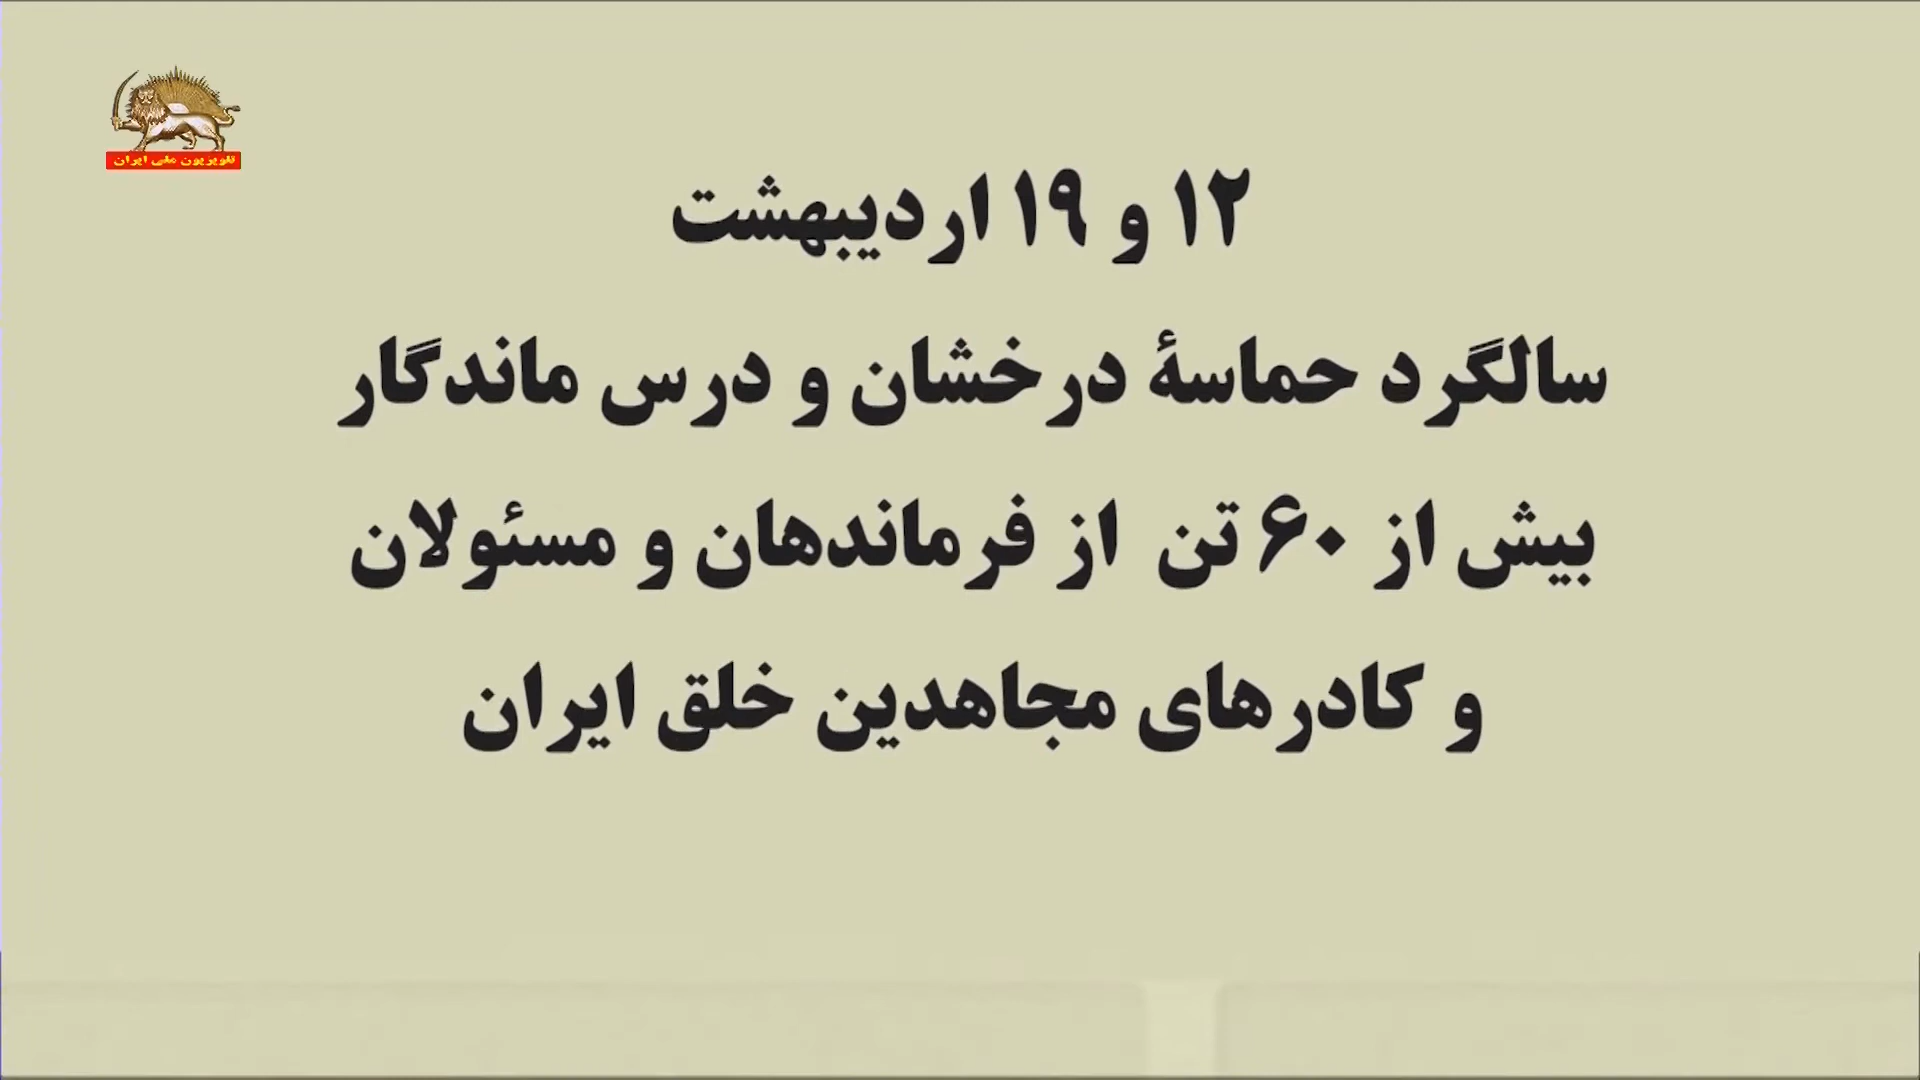 تلویزیون ملی ایران
۱۲ و ۱۹ اردیبهشت
سالگرد حماسهٔ درخشان و درس ماندگار
بیش از ۶۰ تن از فرماندهان و مسئولان
و کادرهای مجاهدین خلق ایران